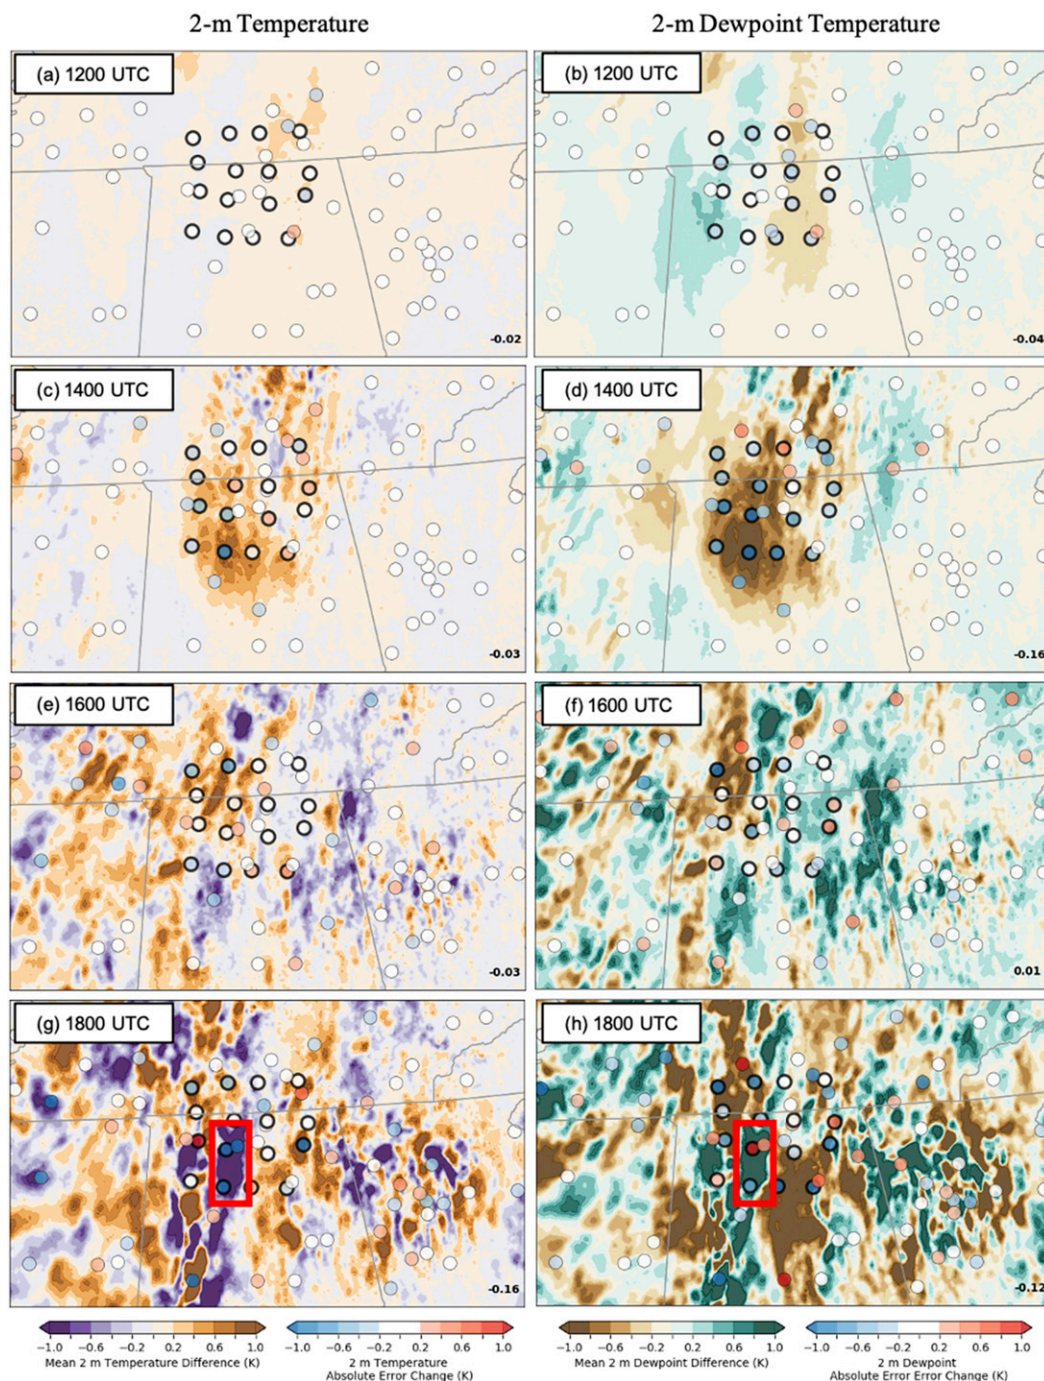 2-m Temperature
2-m Dewpoint Temperature
(a) 1200 UTC
(b) 1200 UTC
-0.02
-0.04
(c) 1400 UTC
(d) 1400 UTC
-0.03
-0.16
(e) 1600 UTC
(f) 1600 UTC
-0.03
0.01
(g) 1800 UTC
(h) 1800 UTC
-0.16
-0.12
−1.0 −0.6 −0.2 0.2 0.6 1.0
Mean 2 m Temperature Difference (K)
−1.0 −0.6 −0.2 0.2 0.6 1.0
2 m Temperature
Absolute Error Change (K)
−1.0 −0.6 −0.2 0.2 0.6 1.0
Mean 2 m Dewpoint Difference (K)
−1.0 −0.6 −0.2 0.2 0.6 1.0
2 m Dewpoint
Absolute Error Change (K)